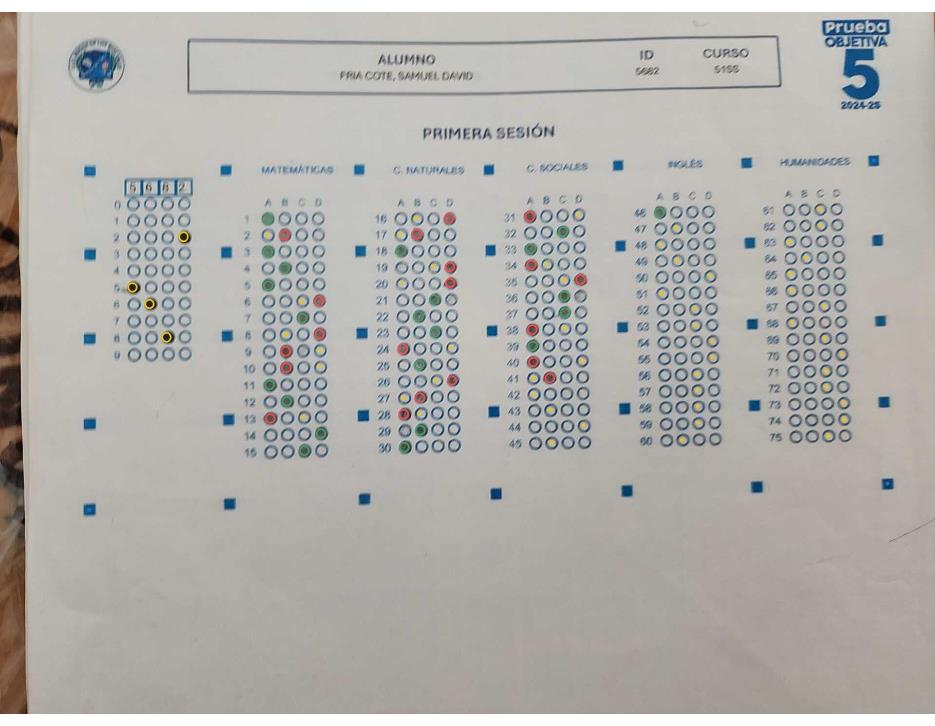 Prueba
OBJETIVA
5
2024-25
ALUMNO ID CURSO
FRIA COTE, SAMUEL DAVID 5682 5155
PRIMERA SESIÓN
MATEMÁTICAS C. NATURALES C. SOCIALES INGLÉS HUMANIDADES
5 6 8 2
A B C D A B C D A B C D A B C D A B C D
0
1
2
3
4
5
6
7
8
9
1 16 31 46 61
2 17 32 47 62
3 18 33 48 63
4 19 34 49 64
5 20 35 50 65
6 21 36 51 66
7 22 37 52 67
8 23 38 53 68
9 24 39 54 69
10 25 40 55 70
11 26 41 56 71
12 27 42 57 72
13 28 43 58 73
14 29 44 59 74
15 30 45 60 75